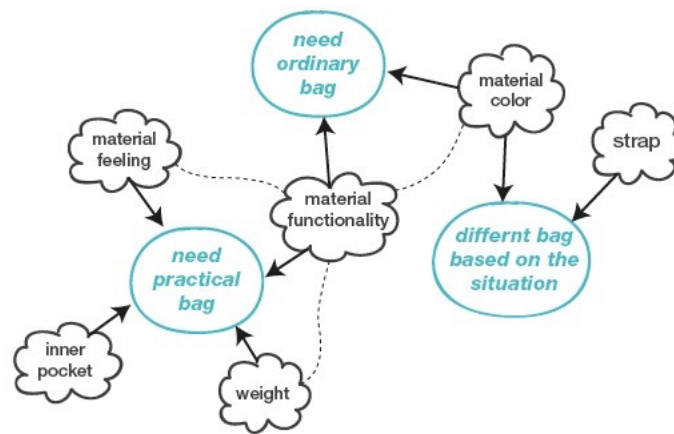 need
ordinary
bag
material
color
material
feeling
strap
material
functionality
differnt bag
based on the
situation
need
practical
bag
inner
pocket
weight